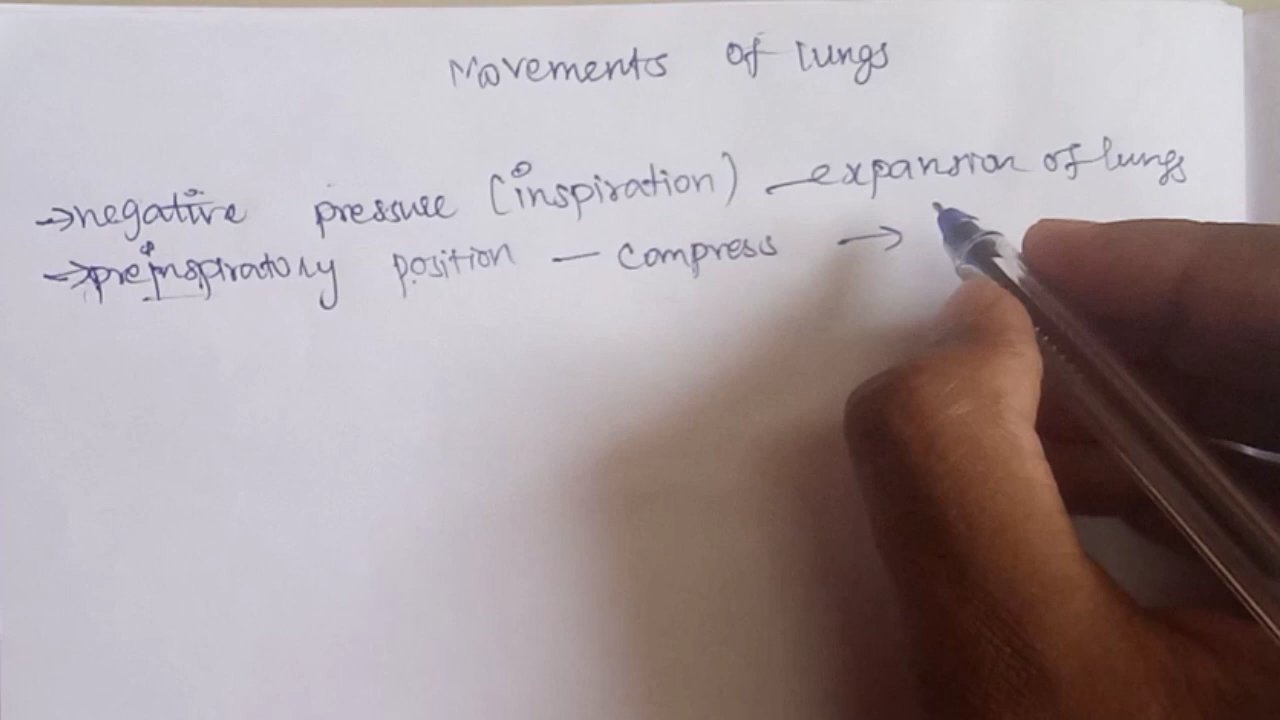 Movements of lungs
→negative pressure (inspiration) – expansion of lungs
→preinspiratory position – compress →